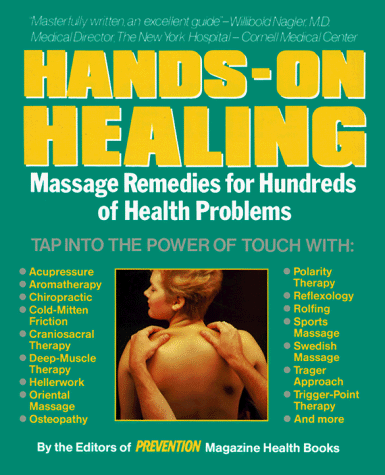 "Masterfully written, an excellent guide"–Willibold Nagler, M.D.
Medical Director, The New York Hospital – Cornell Medical Center
HANDS-ON
HEALING
Massage Remedies for Hundreds
of Health Problems
TAP INTO THE POWER OF TOUCH WITH:
Acupressure
Aromatherapy
Chiropractic
Cold-Mitten
Friction
Craniosacral
Therapy
Deep-Muscle
Therapy
Hellerwork
Oriental
Massage
Osteopathy
Polarity
Therapy
Reflexology
Rolfing
Sports
Massage
Swedish
Massage
Trager
Approach
Trigger-Point
Therapy
And more
By the Editors of PREVENTION Magazine Health Books